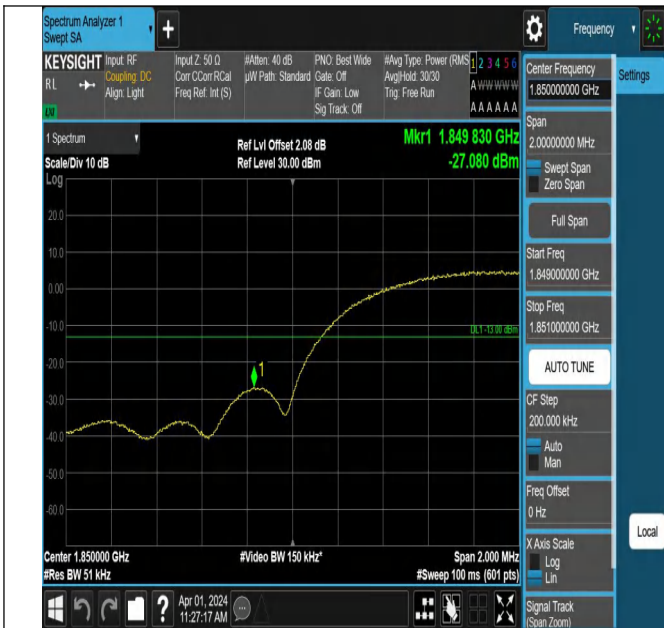 Spectrum Analyzer 1
Swept SA
+
Frequency
KEYSIGHT
RL
LXI
Input: RF
Coupling: DC
Align: Light
Input Z: 50 Ω
Corr CCorr RCal
Freq Ref: Int (S)
#Atten: 40 dB
µW Path: Standard
PNO: Best Wide
Gate: Off
IF Gain: Low
Sig Track: Off
#Avg Type: Power (RMS
Avg|Hold: 30/30
Trig: Free Run
1 2 3 4 5 6
A W W W W W
A A A A A A
1 Spectrum
Scale/Div 10 dB
Log
Ref Lvl Offset 2.08 dB
Ref Level 30.00 dBm
Mkr1 1.849 830 GHz
-27.080 dBm
20.0
10.0
0.00
-10.0
DL1 -13.00 dBm
-20.0
1
-30.0
-40.0
-50.0
-60.0
Center 1.850000 GHz
#Res BW 51 kHz
#Video BW 150 kHz*
Span 2.000 MHz
#Sweep 100 ms (601 pts)
?
Apr 01, 2024
11:27:17 AM
Center Frequency
1.850000000 GHz
Span
2.00000000 MHz
Swept Span
Zero Span
Full Span
Start Freq
1.849000000 GHz
Stop Freq
1.851000000 GHz
AUTO TUNE
CF Step
200.000 kHz
Auto
Man
Freq Offset
0 Hz
X Axis Scale
Log
Lin
Signal Track
(Span Zoom)
Settings
Local